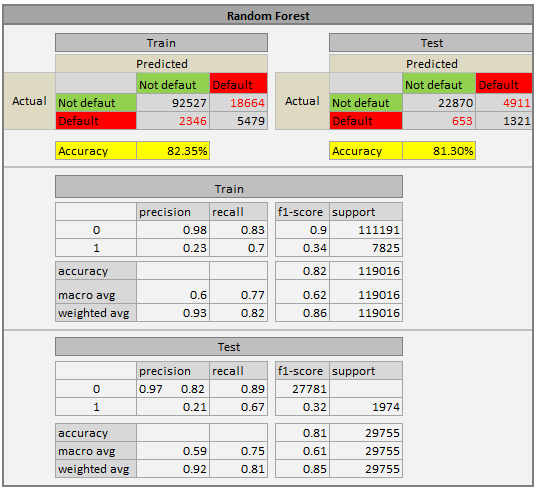 Random Forest
Train Test
Predicted Predicted
Not defaut Default Not defaut Default
Actual Not defaut 92527 18664 Actual Not defaut 22870 4911
Default 2346 5479 Default 653 1321
Accuracy 82.35% Accuracy 81.30%
Train
precision recall f1-score support
0 0.98 0.83 0.9 111191
1 0.23 0.7 0.34 7825
accuracy 0.82 119016
macro avg 0.6 0.77 0.62 119016
weighted avg 0.93 0.82 0.86 119016
Test
precision recall f1-score support
0 0.97 0.82 0.89 27781
1 0.21 0.67 0.32 1974
accuracy 0.81 29755
macro avg 0.59 0.75 0.61 29755
weighted avg 0.92 0.81 0.85 29755